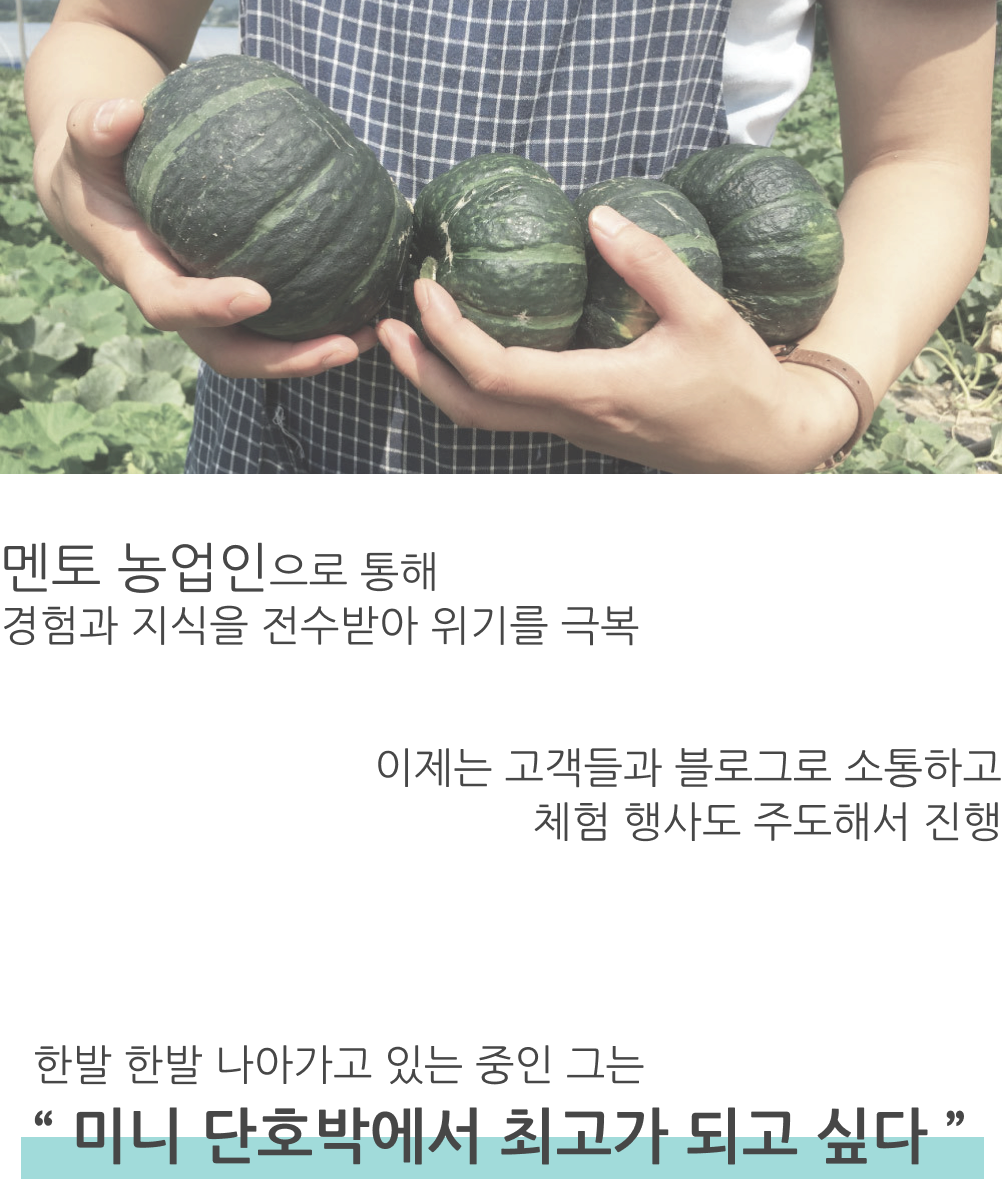 멘토 농업인으로 통해
경험과 지식을 전수받아 위기를 극복
이제는 고객들과 블로그로 소통하고
체험 행사도 주도해서 진행
한발 한발 나아가고 있는 중인 그는
“ 미니 단호박에서 최고가 되고 싶다 ”